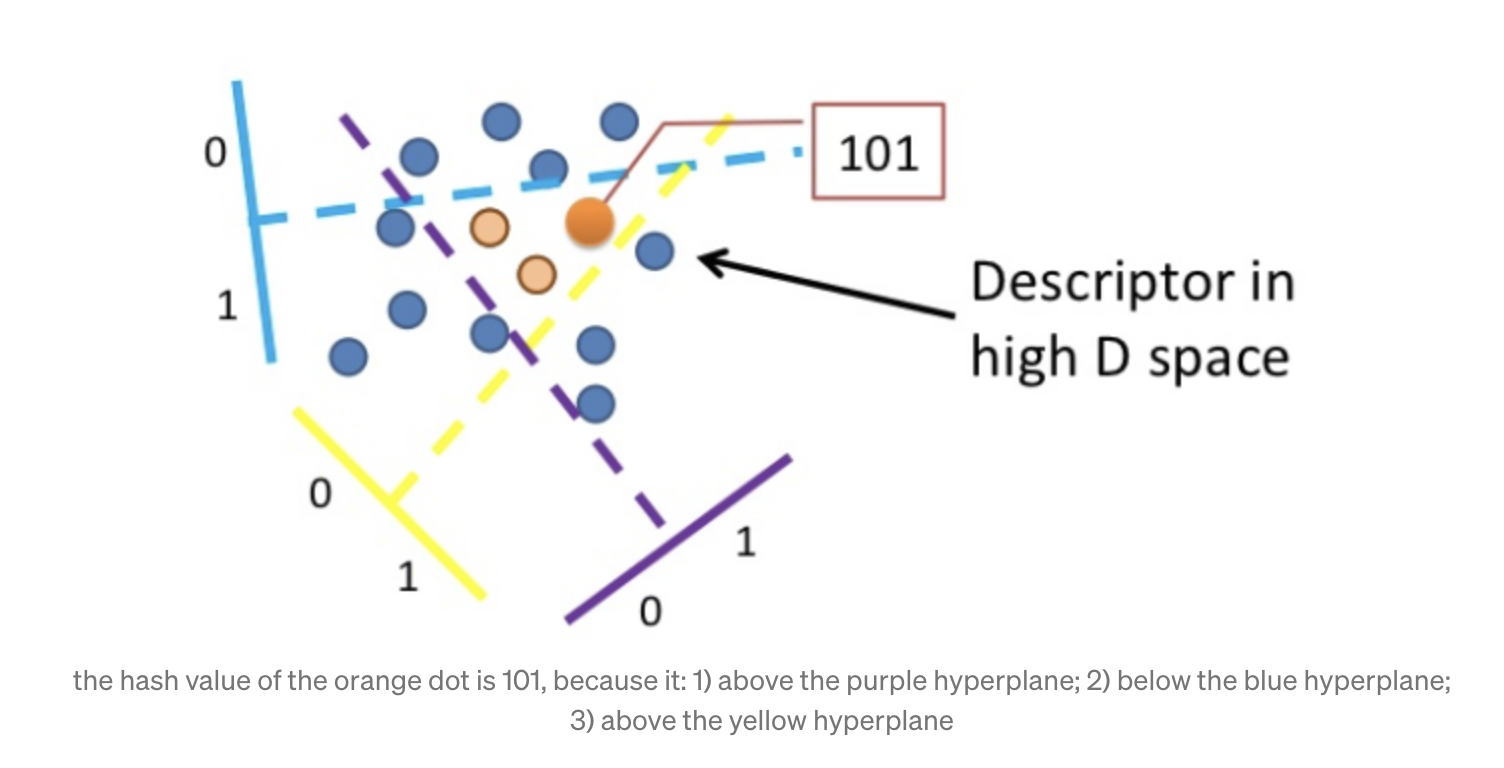 0
101
1
Descriptor in
high D space
0
1
1
0
the hash value of the orange dot is 101, because it: 1) above the purple hyperplane; 2) below the blue hyperplane;
3) above the yellow hyperplane